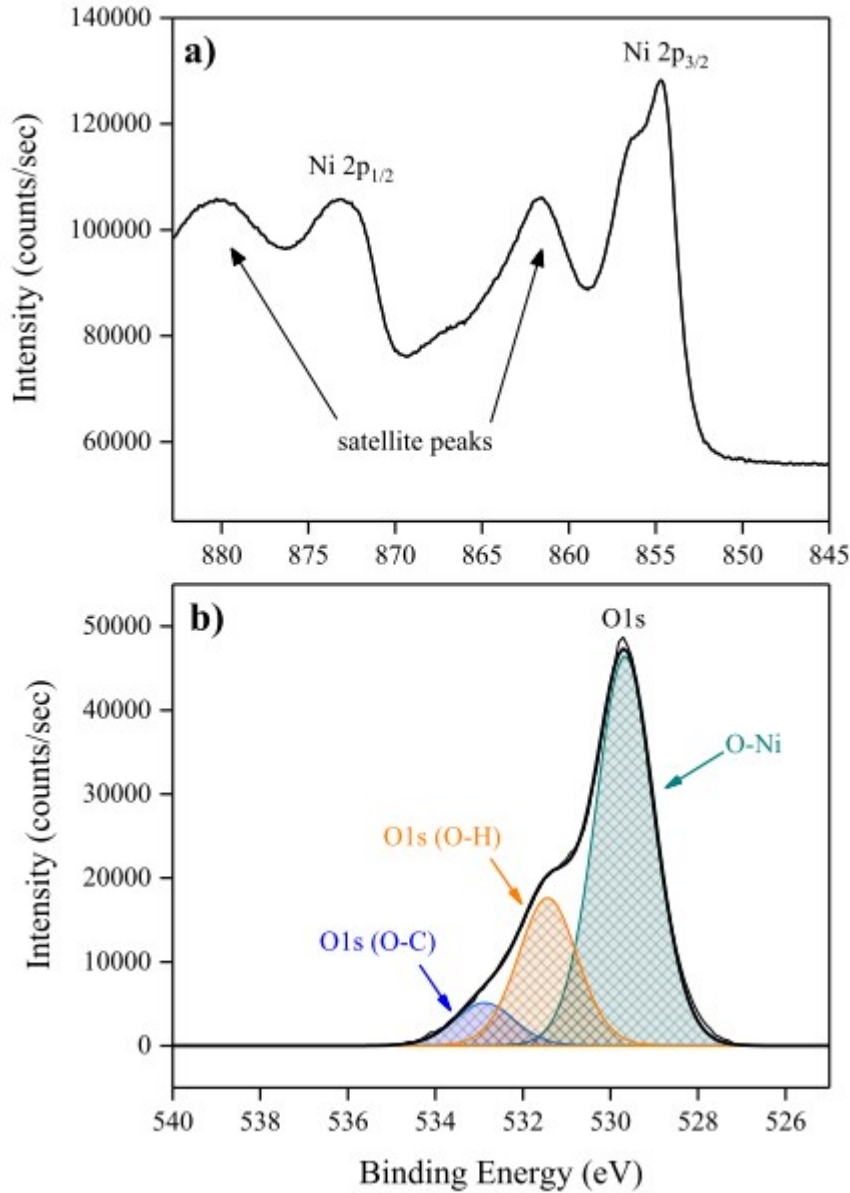 a)
Ni 2p3/2
Ni 2p1/2
satellite peaks
Intensity (counts/sec)
140000
120000
100000
80000
60000
880
875
870
865
860
855
850
845
b)
O1s
O-Ni
O1s (O-H)
O1s (O-C)
Intensity (counts/sec)
50000
40000
30000
20000
10000
0
540
538
536
534
532
530
528
526
Binding Energy (eV)